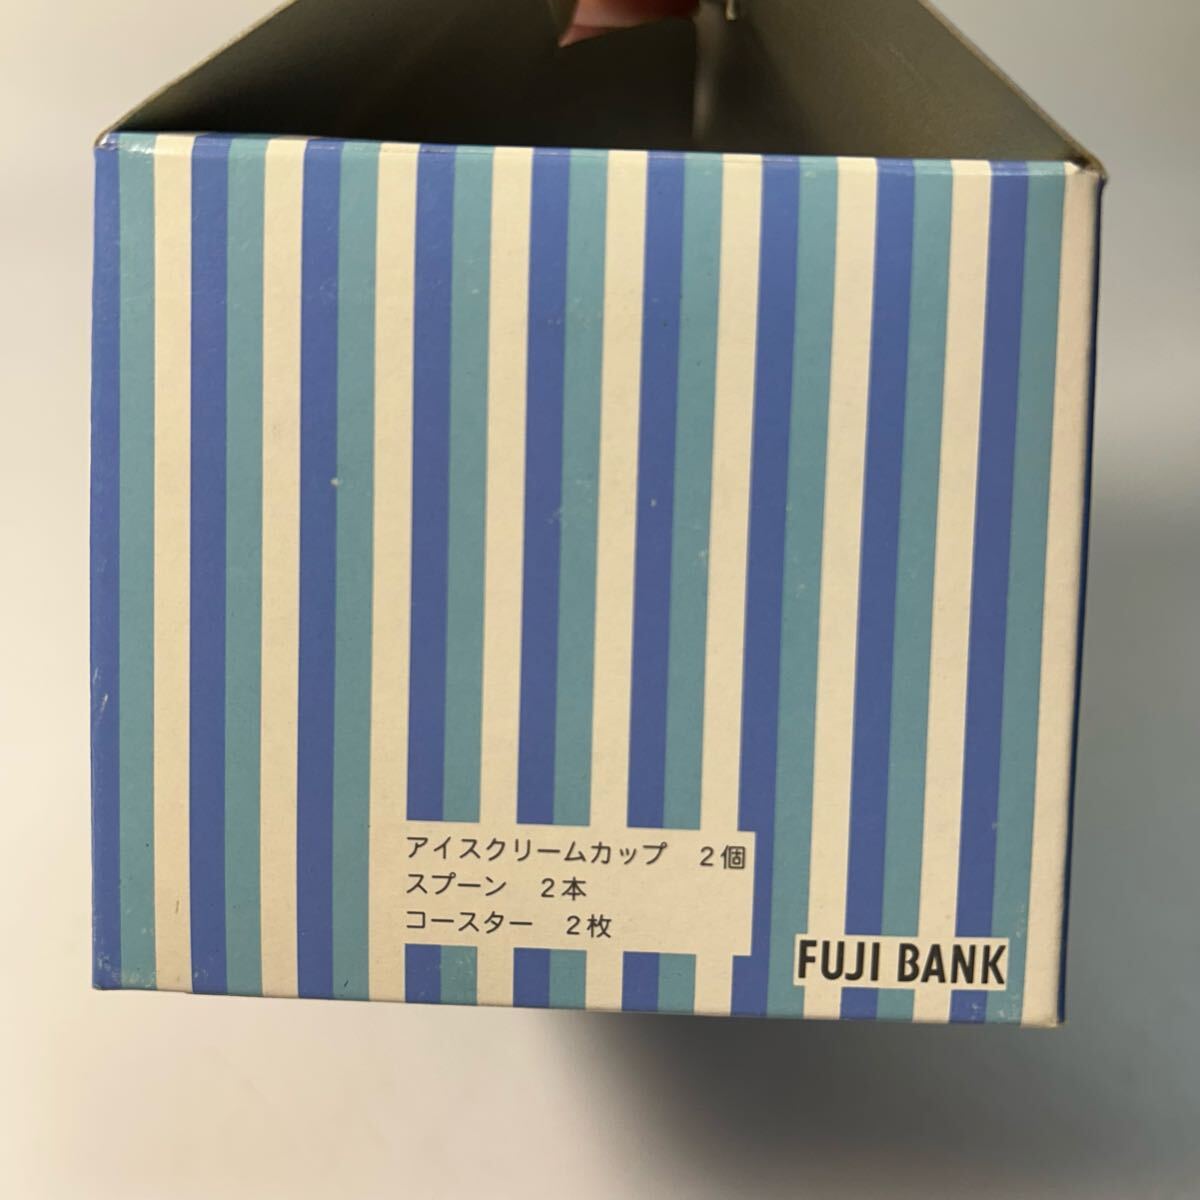 アイスクリームカップ　２個
スプーン　２本
コースター　２枚
FUJI BANK